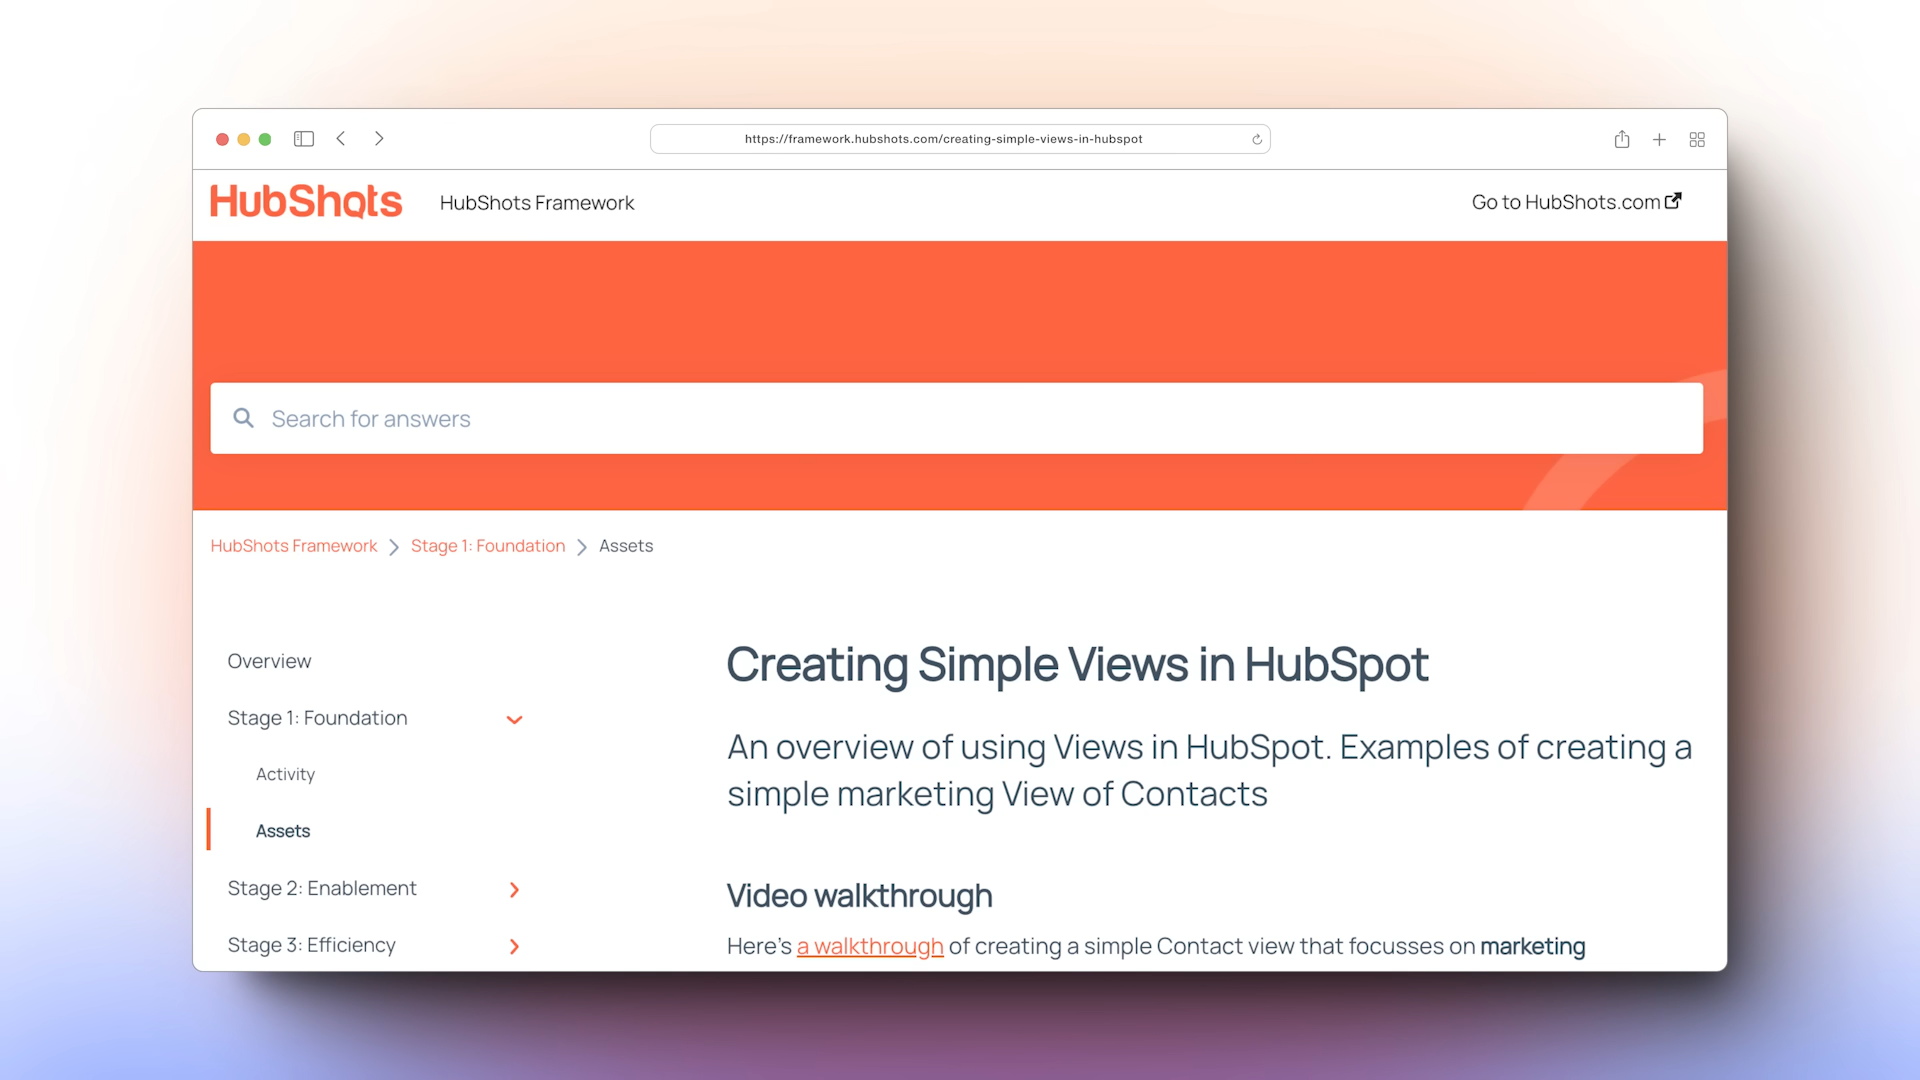 https://framework.hubshots.com/creating-simple-views-in-hubspot
HubShots
HubShots Framework
Go to HubShots.com
Search for answers
HubShots Framework
Stage 1: Foundation
Assets
Overview
Stage 1: Foundation
Activity
Assets
Stage 2: Enablement
Stage 3: Efficiency
Creating Simple Views in HubSpot
An overview of using Views in HubSpot. Examples of creating a
simple marketing View of Contacts
Video walkthrough
Here's a walkthrough of creating a simple Contact view that focusses on marketing